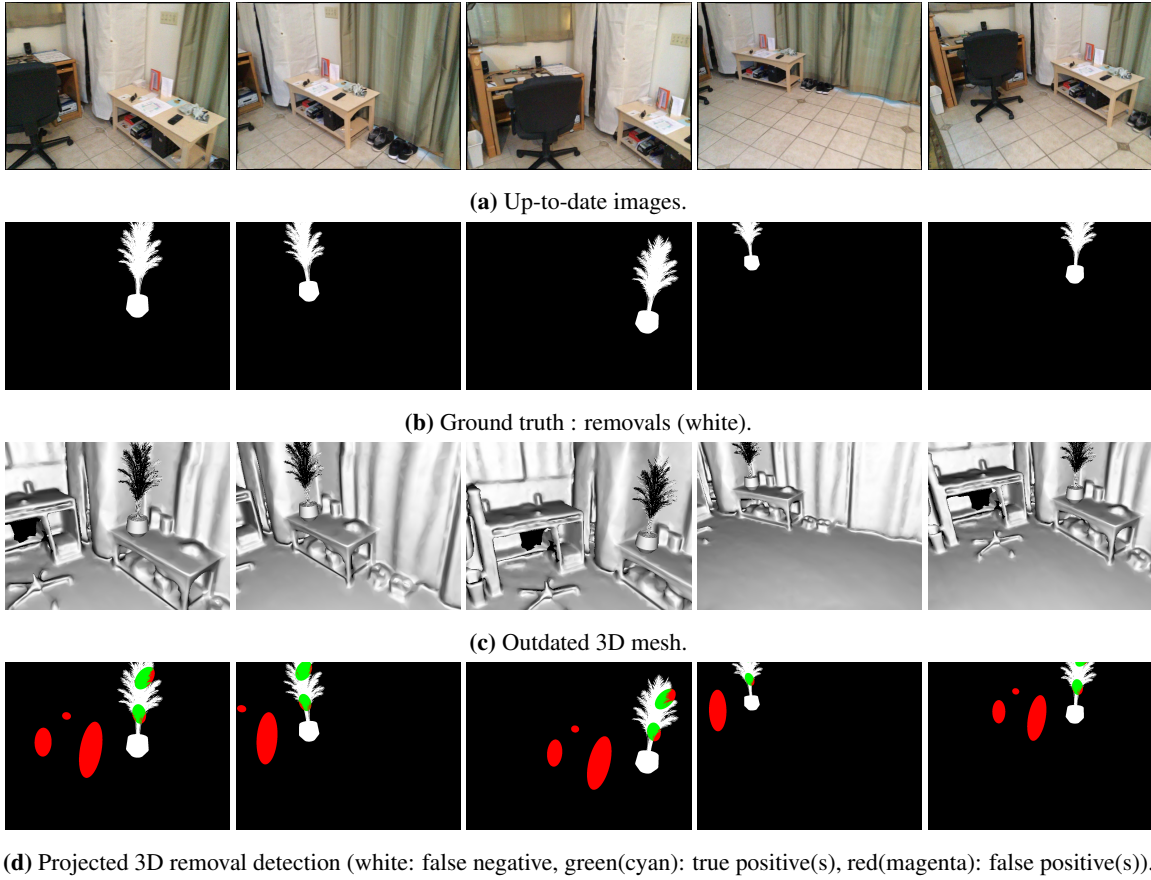 (a) Up-to-date images.
(b) Ground truth : removals (white).
(c) Outdated 3D mesh.
(d) Projected 3D removal detection (white: false negative, green(cyan): true positive(s), red(magenta): false positive(s)).